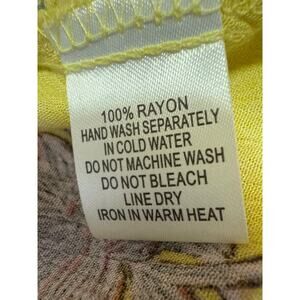 100% RAYON
HAND WASH SEPARATELY
IN COLD WATER
DO NOT MACHINE WASH
DO NOT BLEACH
LINE DRY
IRON IN WARM HEAT